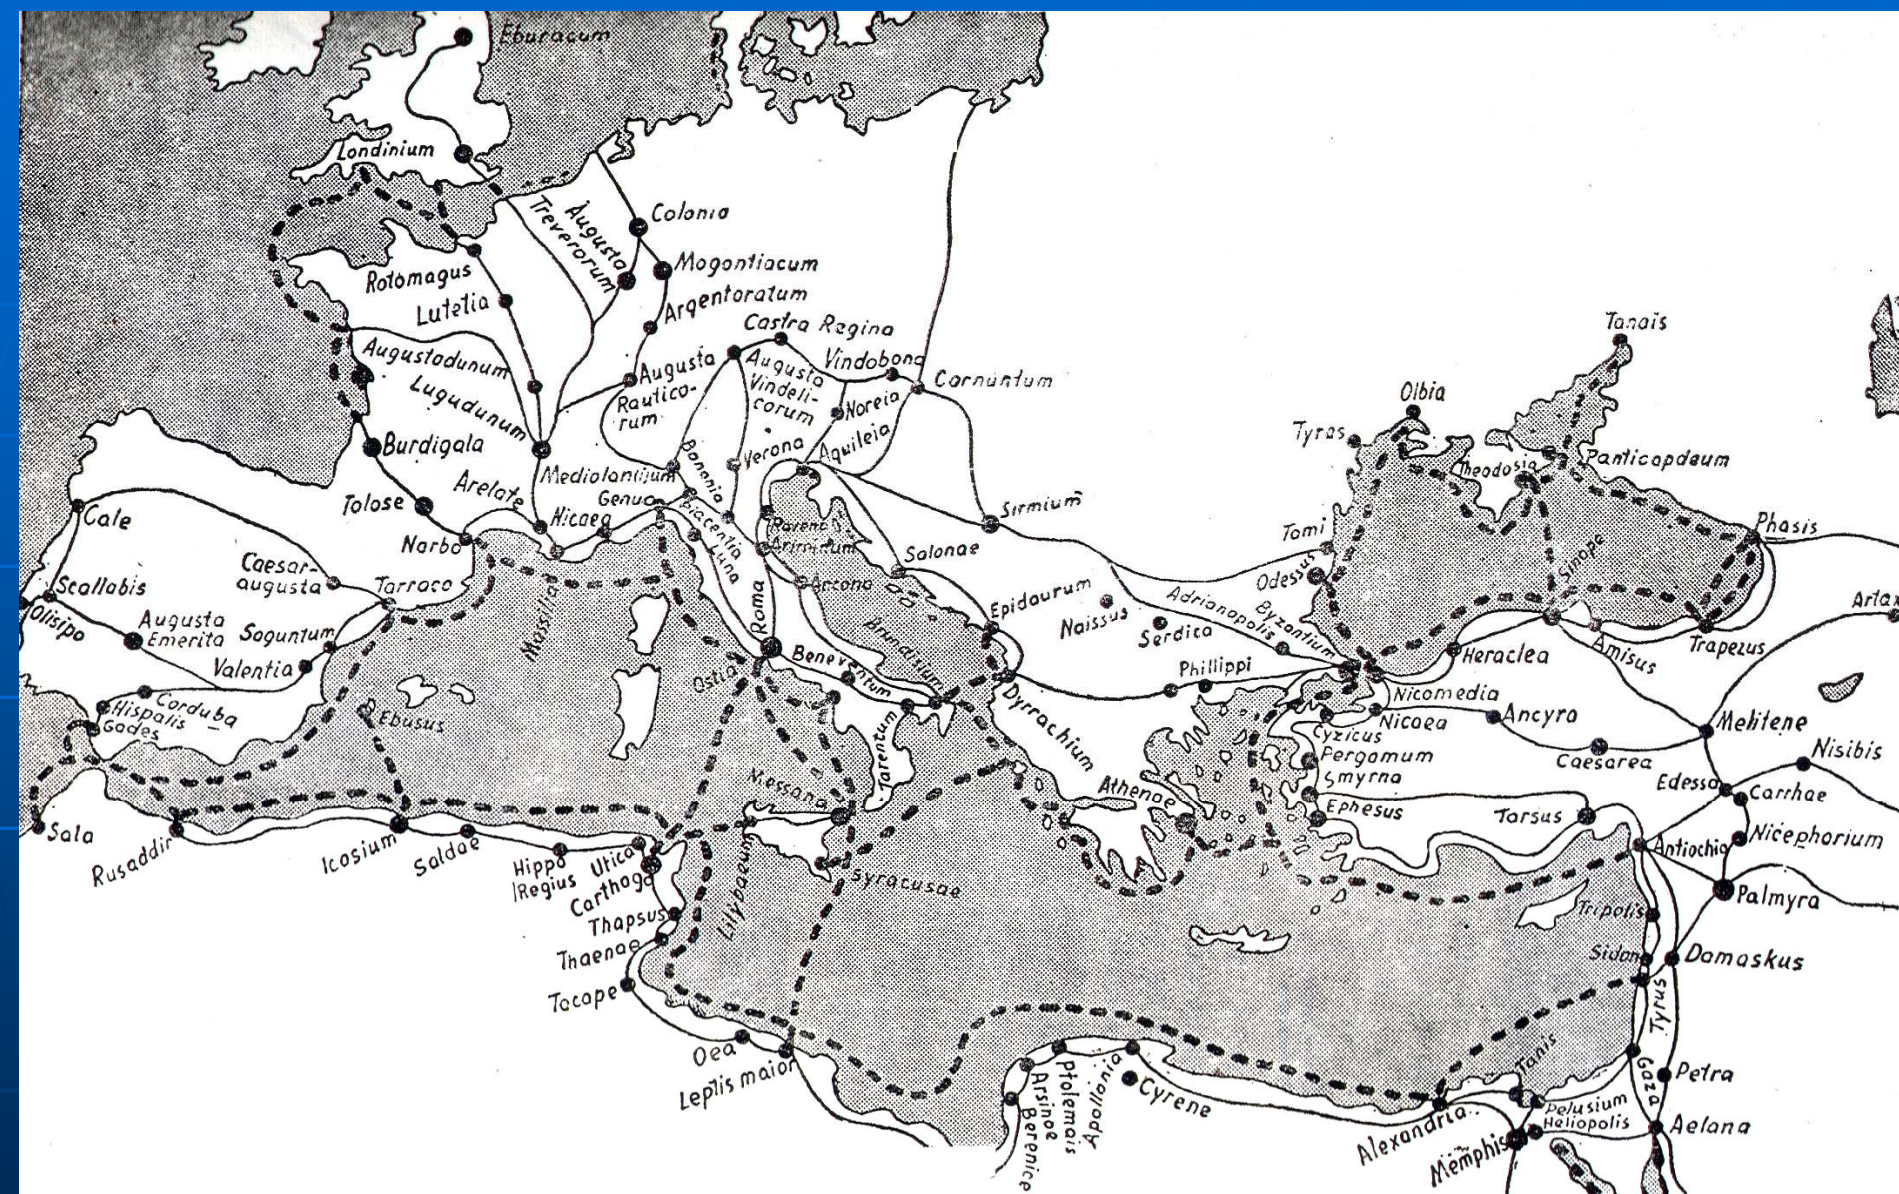 Eburacum
Londinium
Colonia
Augusta
Treverorum
Mogontiacum
Rotomagus
Lutetia
Argentoratum
Castra Regina
Tanais
Augustodunum
Augusta
Rautico-
rum
Augusta
Vindeli-
corum
Vindobona
Carnuntum
Lugudunum
Noreia
Olbia
Tyras
Burdigala
Verona
Aquileia
Theodosia
Panticapaeum
Mediolanium
Bononia
Genua
Arelate
Tolose
Cale
Nicaea
Placentia
Luna
Ravenna
Ariminum
Sirmium
Tomi
Phasis
Narbo
Salonae
Odessus
Sinope
Caesar-
augusta
Tarraco
Massilia
Ancona
Roma
Scallabis
Olisipo
Augusta
Emerita
Saguntum
Valentia
Epidaurum
Naissus
Serdica
Adrianopolis
Byzantium
Heraclea
Amisus
Trapezus
Artax
Ostia
Beneventum
Brundisium
Phillippi
Corduba
Hispalis
Gades
Ebusus
Tarentum
Dyrrachium
Nicomedia
Nicaea
Cyzicus
Ancyra
Melitene
Nisibis
Pergamum
Smyrna
Caesarea
Edessa
Carrhae
Messana
Athenae
Ephesus
Tarsus
Nicephorium
Sala
Rusaddir
Icosium
Saldae
Hippo
Regius
Utica
Carthago
Lilybaeum
Syracusae
Antiochia
Palmyra
Thapsus
Thaenae
Tacape
Tripolis
Sidon
Damaskus
Tyrus
Oea
Leptis maior
Arsinoe
Berenice
Ptolemais
Apollonia
Cyrene
Alexandria
Tanis
Pelusium
Heliopolis
Memphis
Gaza
Petra
Aelana